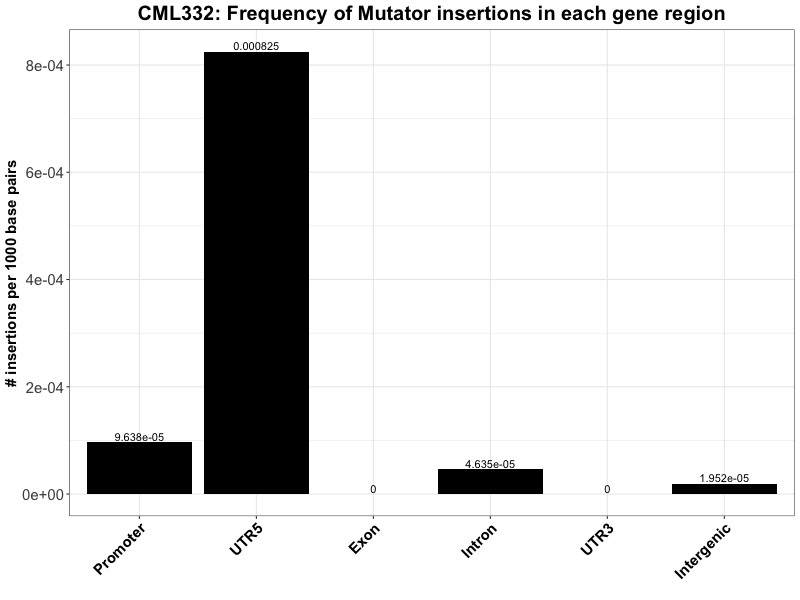 CML332: Frequency of Mutator insertions in each gene region
# insertions per 1000 base pairs
8e-04
6e-04
4e-04
2e-04
0e+00
9.638e-05
0.000825
0
4.635e-05
0
1.952e-05
Promoter
UTR5
Exon
Intron
UTR3
Intergenic